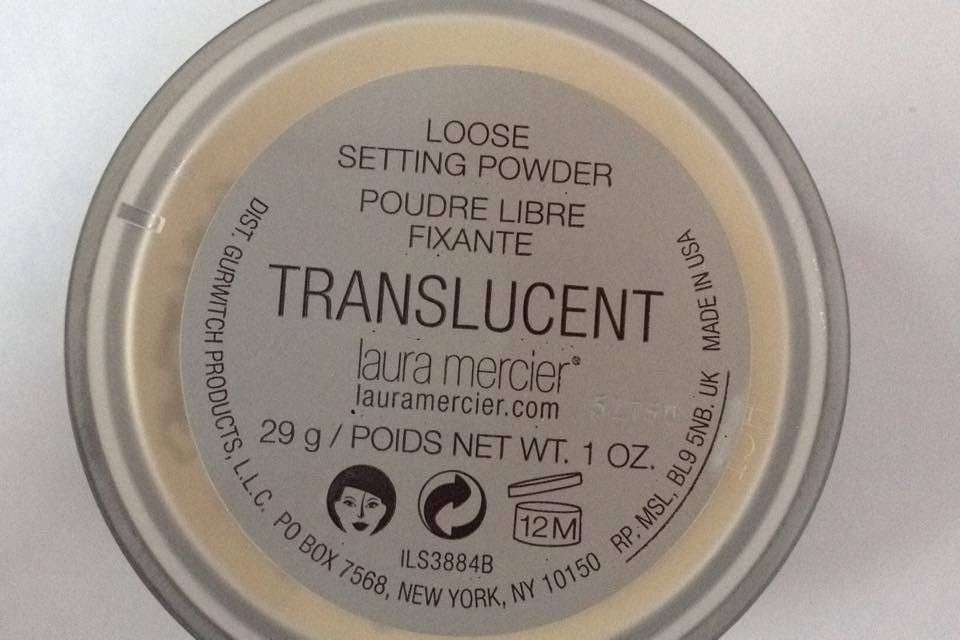 LOOSE
SETTING POWDER
POUDRE LIBRE
FIXANTE
TRANSLUCENT
laura mercier®
lauramercier.com
29 g / POIDS NET WT. 1 OZ.
12M
ILS3884B
DIST. GURWITCH PRODUCTS, L.L.C. PO BOX 7568, NEW YORK, NY 10150 RP, MSL, BL9 5NB. UK MADE IN USA